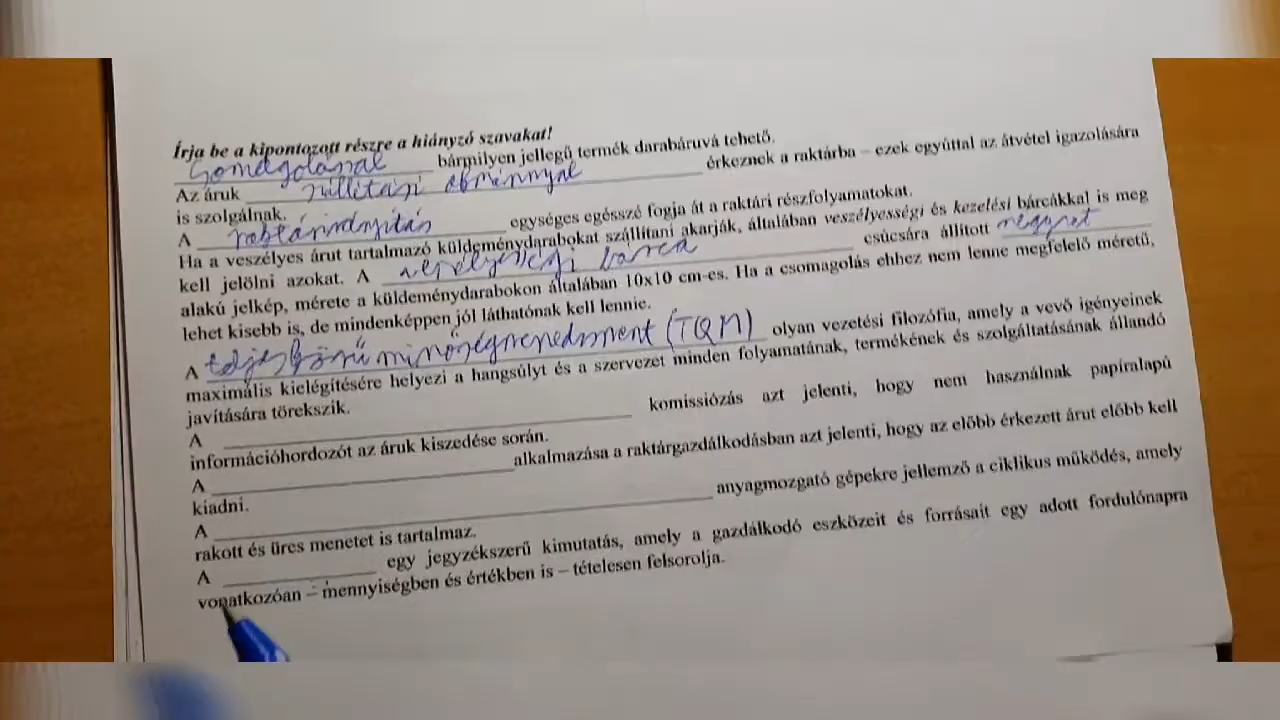 Írja be a kipontozott részre a hiányzó szavakat!
Csomagolással bármilyen jellegű termék darabáruvá tehető.
Az áruk szállítási okmánnyal érkeznek a raktárba – ezek egyúttal az átvétel igazolására
is szolgálnak.
A raktárirányítás egységes egésszé fogja át a raktári részfolyamatokat.
Ha a veszélyes árut tartalmazó küldeménydarabokat szállítani akarják, általában veszélyességi és kezelési bárcákkal is meg
kell jelölni azokat. A veszélyességi bárca csúcsára állított négyzet
alakú jelkép, mérete a küldeménydarabokon általában 10x10 cm-es. Ha a csomagolás ehhez nem lenne megfelelő méretű,
lehet kisebb is, de mindenképpen jól láthatónak kell lennie.
A teljeskörű minőségmenedzsment (TQM) olyan vezetési filozófia, amely a vevő igényeinek
maximális kielégítésére helyezi a hangsúlyt és a szervezet minden folyamatának, termékének és szolgáltatásának állandó
javítására törekszik.
A komissiózás azt jelenti, hogy nem használnak papíralapú
információhordozót az áruk kiszedése során.
A alkalmazása a raktárgazdálkodásban azt jelenti, hogy az előbb érkezett árut előbb kell
kiadni.
A anyagmozgató gépekre jellemző a ciklikus működés, amely
rakott és üres menetet is tartalmaz.
A egy jegyzékszerű kimutatás, amely a gazdálkodó eszközeit és forrásait egy adott fordulónapra
vonatkozóan – mennyiségben és értékben is – tételesen felsorolja.